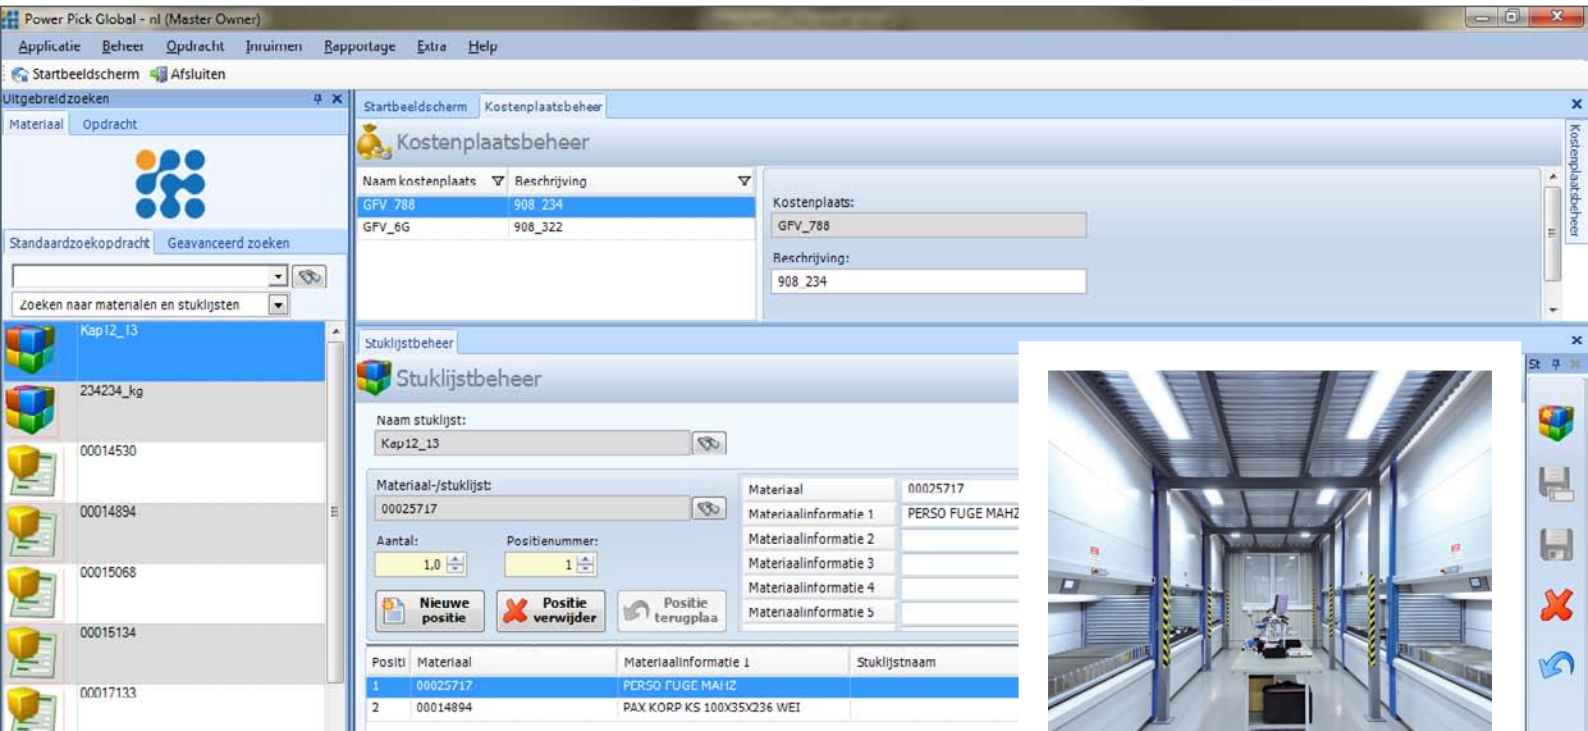 Power Pick Global - nl (Master Owner)
Applicatie Beheer Opdracht Inruimen Rapportage Extra Help
Startbeeldscherm Afsluiten
Uitgebreidzoeken
Materiaal Opdracht
Standaardzoekopdracht Geavanceerd zoeken
Zoeken naar materialen en stuklijsten
Kap12_13
234234_kg
00014530
00014894
00015068
00015134
00017133
Startbeeldscherm Kostenplaatsbeheer
Kostenplaatsbeheer
Naam kostenplaats Beschrijving
GFV_788 908_234
GFV_6G 908_322
Kostenplaats:
GFV_788
Beschrijving:
908_234
Kostenplaatsbeheer
Stuklijstbeheer
Stuklijstbeheer
Naam stuklijst:
Kap12_13
Materiaal-/stuklijst:
00025717
Aantal: Positienummer:
1,0 1
Nieuwe positie
Positie verwijder
Positie terugplaa
Materiaal 00025717
Materiaalinformatie 1 PERSO FUGE MAHZ
Materiaalinformatie 2
Materiaalinformatie 3
Materiaalinformatie 4
Materiaalinformatie 5
Positi Materiaal Materiaalinformatie 1 Stuklijstnaam
1 00025717 PERSO FUGE MAHZ
2 00014894 PAX KORP KS 100X35X236 WEI
St